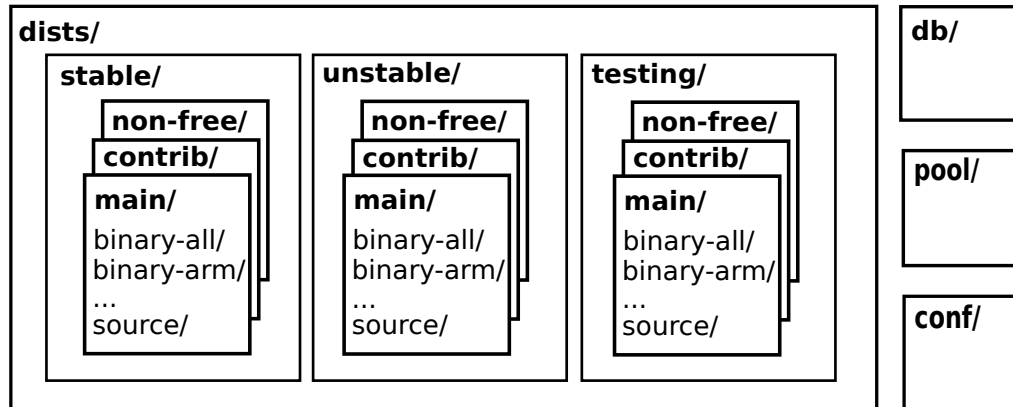 dists/
stable/
non-free/
contrib/
main/
binary-all/
binary-arm/
...
source/
unstable/
non-free/
contrib/
main/
binary-all/
binary-arm/
...
source/
testing/
non-free/
contrib/
main/
binary-all/
binary-arm/
...
source/
db/
pool/
conf/